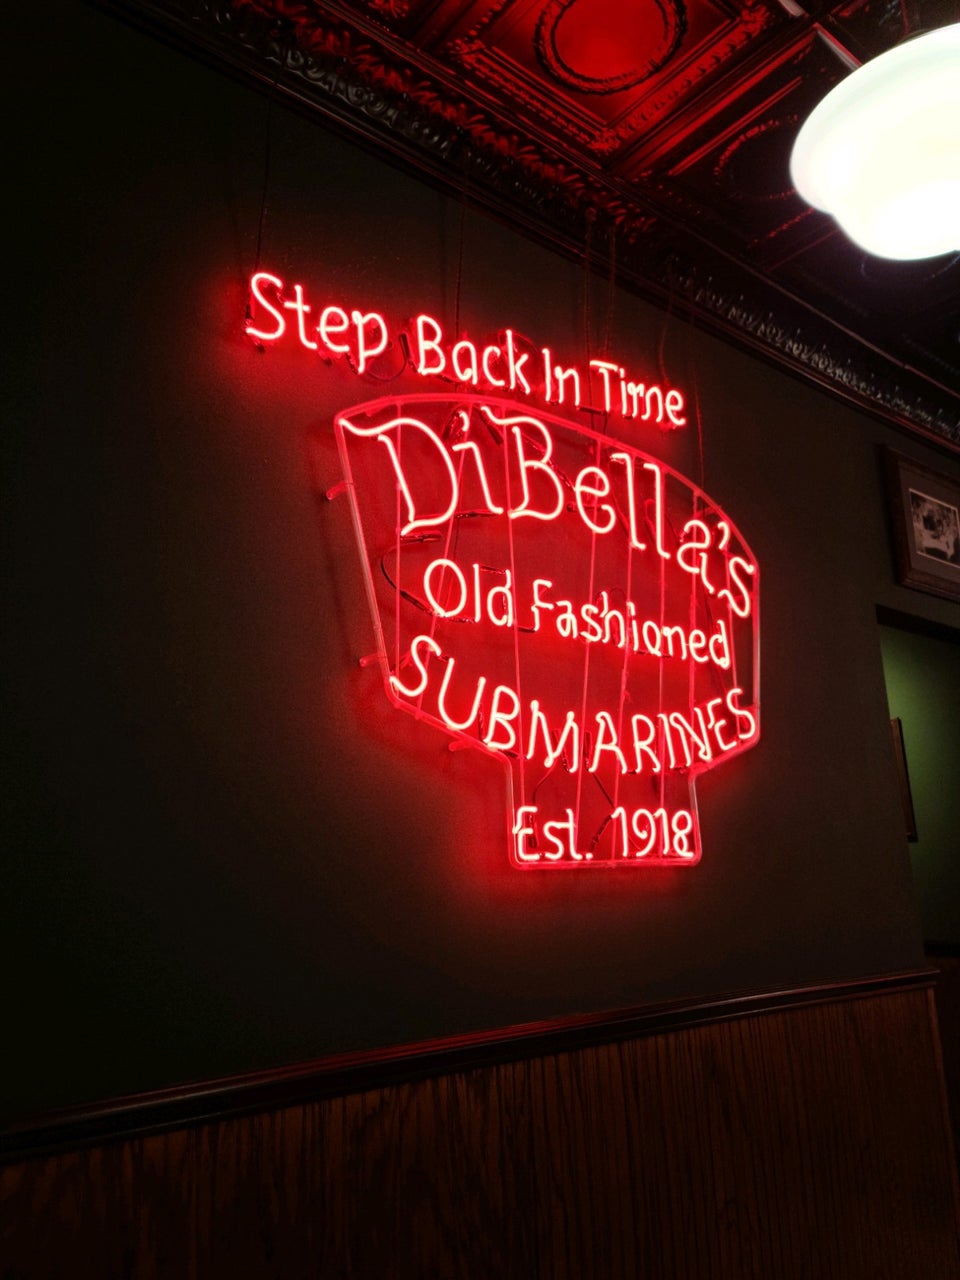 Step Back In Time
DiBella's
Old Fashioned
SUBMARINES
Est. 1918